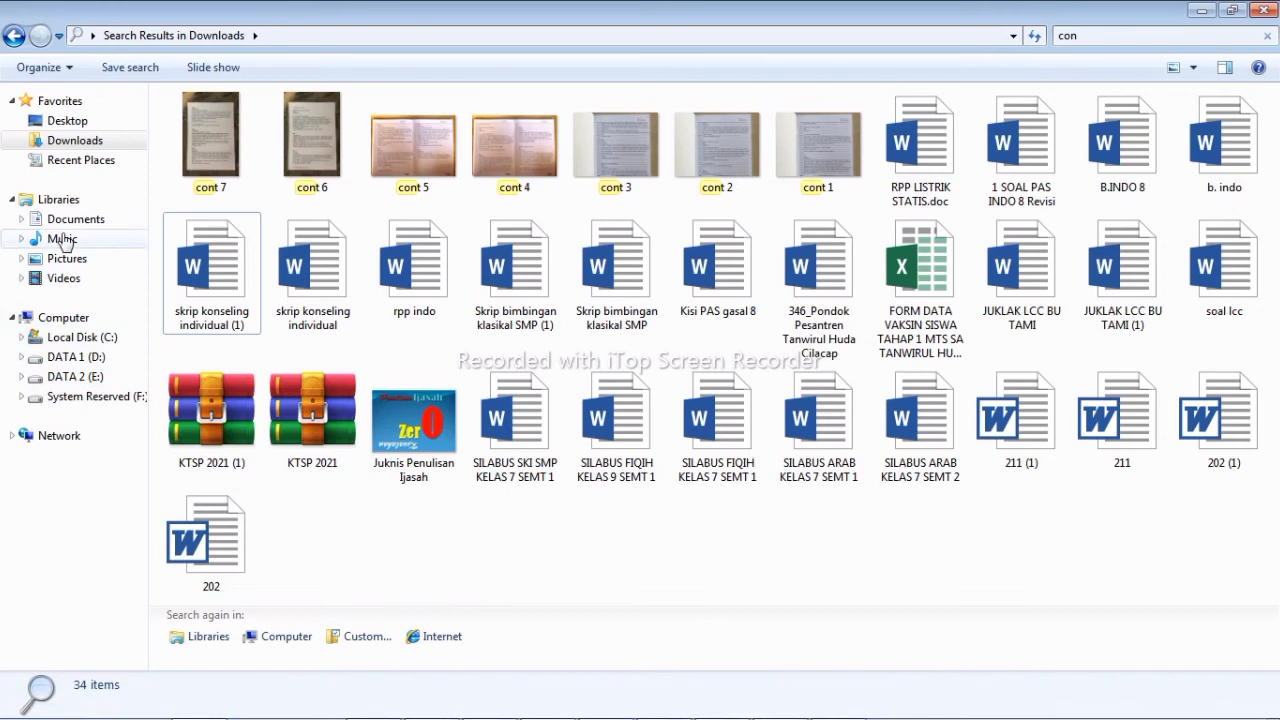 Search Results in Downloads
con
Organize
Save search
Slide show
Favorites
Desktop
Downloads
Recent Places
Libraries
Documents
Music
Pictures
Videos
Computer
Local Disk (C:)
DATA 1 (D:)
DATA 2 (E:)
System Reserved (F:)
Network
cont 7
cont 6
cont 5
cont 4
cont 3
cont 2
cont 1
RPP LISTRIK
STATIS.doc
1 SOAL PAS
INDO 8 Revisi
B.INDO 8
b. indo
skrip konseling
individual (1)
skrip konseling
individual
rpp indo
Skrip bimbingan
klasikal SMP (1)
Skrip bimbingan
klasikal SMP
Kisi PAS gasal 8
346_Pondok
Pesantren
Tanwirul Huda
Cilacap
FORM DATA
VAKSIN SISWA
TAHAP 1 MTS SA
TANWIRUL HU...
JUKLAK LCC BU
TAMI
JUKLAK LCC BU
TAMI (1)
soal lcc
Recorded with iTop Screen Recorder
KTSP 2021 (1)
KTSP 2021
Zer0
Juknis Penulisan
Ijasah
SILABUS SKI SMP
KELAS 7 SEMT 1
SILABUS FIQIH
KELAS 9 SEMT 1
SILABUS FIQIH
KELAS 7 SEMT 1
SILABUS ARAB
KELAS 7 SEMT 1
SILABUS ARAB
KELAS 7 SEMT 2
211 (1)
211
202 (1)
202
Search again in:
Libraries
Computer
Custom...
Internet
34 items